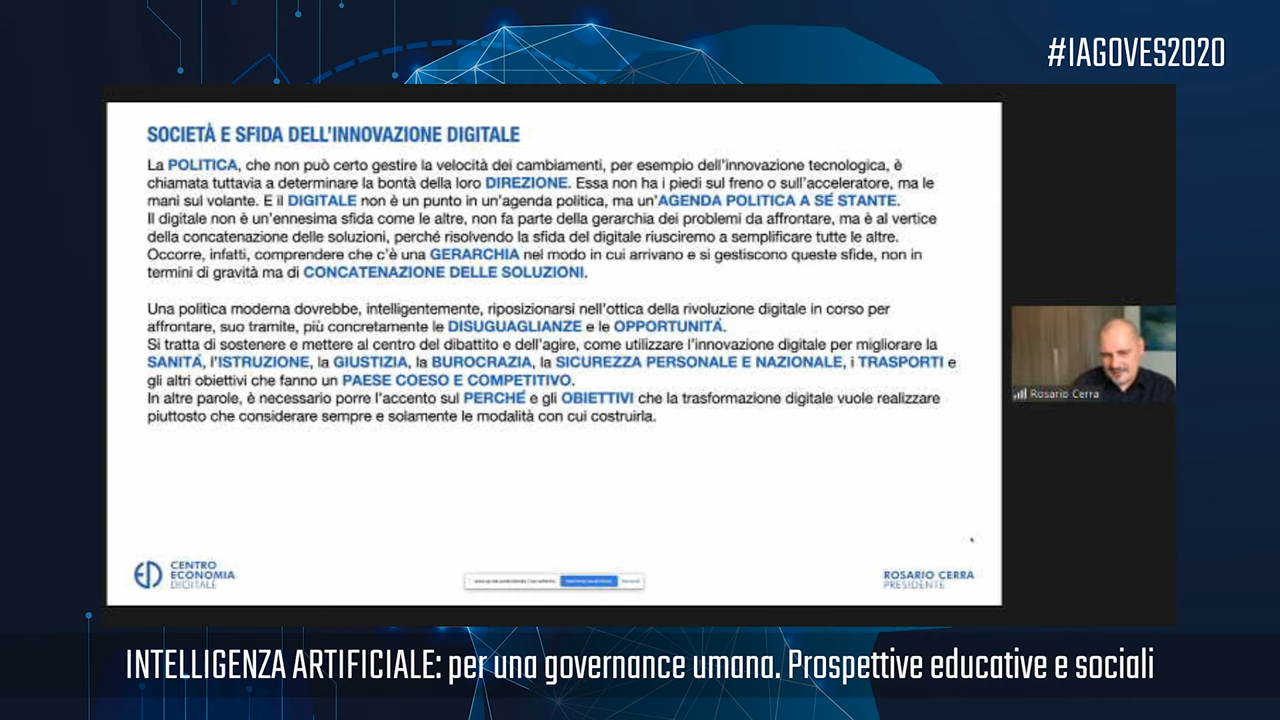 #IAGOVES2020
SOCIETÀ E SFIDA DELL'INNOVAZIONE DIGITALE
La POLITICA, che non può certo gestire la velocità dei cambiamenti, per esempio dell'innovazione tecnologica, è
chiamata tuttavia a determinare la bontà della loro DIREZIONE. Essa non ha i piedi sul freno o sull'acceleratore, ma le
mani sul volante. E il DIGITALE non è un punto in un'agenda politica, ma un'AGENDA POLITICA A SÉ STANTE.
Il digitale non è un'ennesima sfida come le altre, non fa parte della gerarchia dei problemi da affrontare, ma è al vertice
della concatenazione delle soluzioni, perché risolvendo la sfida del digitale riusciremo a semplificare tutte le altre.
Occorre, infatti, comprendere che c'è una GERARCHIA nel modo in cui arrivano e si gestiscono queste sfide, non in
termini di gravità ma di CONCATENAZIONE DELLE SOLUZIONI.
Una politica moderna dovrebbe, intelligentemente, riposizionarsi nell'ottica della rivoluzione digitale in corso per
affrontare, suo tramite, più concretamente le DISUGUAGLIANZE e le OPPORTUNITÁ.
Si tratta di sostenere e mettere al centro del dibattito e dell'agire, come utilizzare l'innovazione digitale per migliorare la
SANITÁ, l'ISTRUZIONE, la GIUSTIZIA, la BUROCRAZIA, la SICUREZZA PERSONALE E NAZIONALE, i TRASPORTI e
gli altri obiettivi che fanno un PAESE COESO E COMPETITIVO.
In altre parole, è necessario porre l'accento sul PERCHÉ e gli OBIETTIVI che la trasformazione digitale vuole realizzare
piuttosto che considerare sempre e solamente le modalità con cui costruirla.
Rosario Cerra
CENTRO
ECONOMIA
DIGITALE
ROSARIO CERRA
PRESIDENTE
INTELLIGENZA ARTIFICIALE: per una governance umana. Prospettive educative e sociali